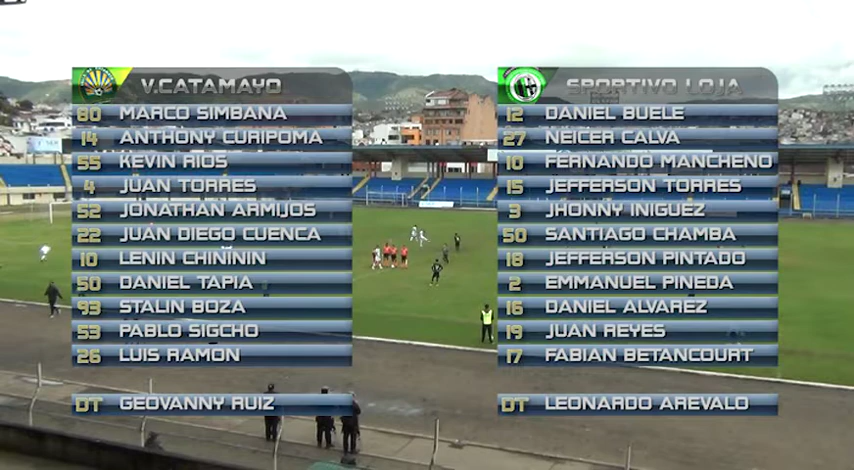 V.CATAMAYO
80 MARCO SIMBANA
14 ANTHONY CURIPOMA
55 KEVIN RIOS
4 JUAN TORRES
52 JONATHAN ARMIJOS
22 JUAN DIEGO CUENCA
10 LENIN CHININN
50 DANIEL TAPIA
93 STALIN BOZA
53 PABLO SIGCHO
26 LUIS RAMON
DT GEOVANNY RUIZ
SPORTIVO LOJA
12 DANIEL BUELE
27 NEICER CALVA
10 FERNANDO MANCHENO
15 JEFFERSON TORRES
3 JHONNY INIGUEZ
50 SANTIAGO CHAMBA
18 JEFFERSON PINTADO
2 EMMANUEL PINEDA
16 DANIEL ALVAREZ
19 JUAN REYES
17 FABIAN BETANCOURT
DT LEONARDO AREVALO